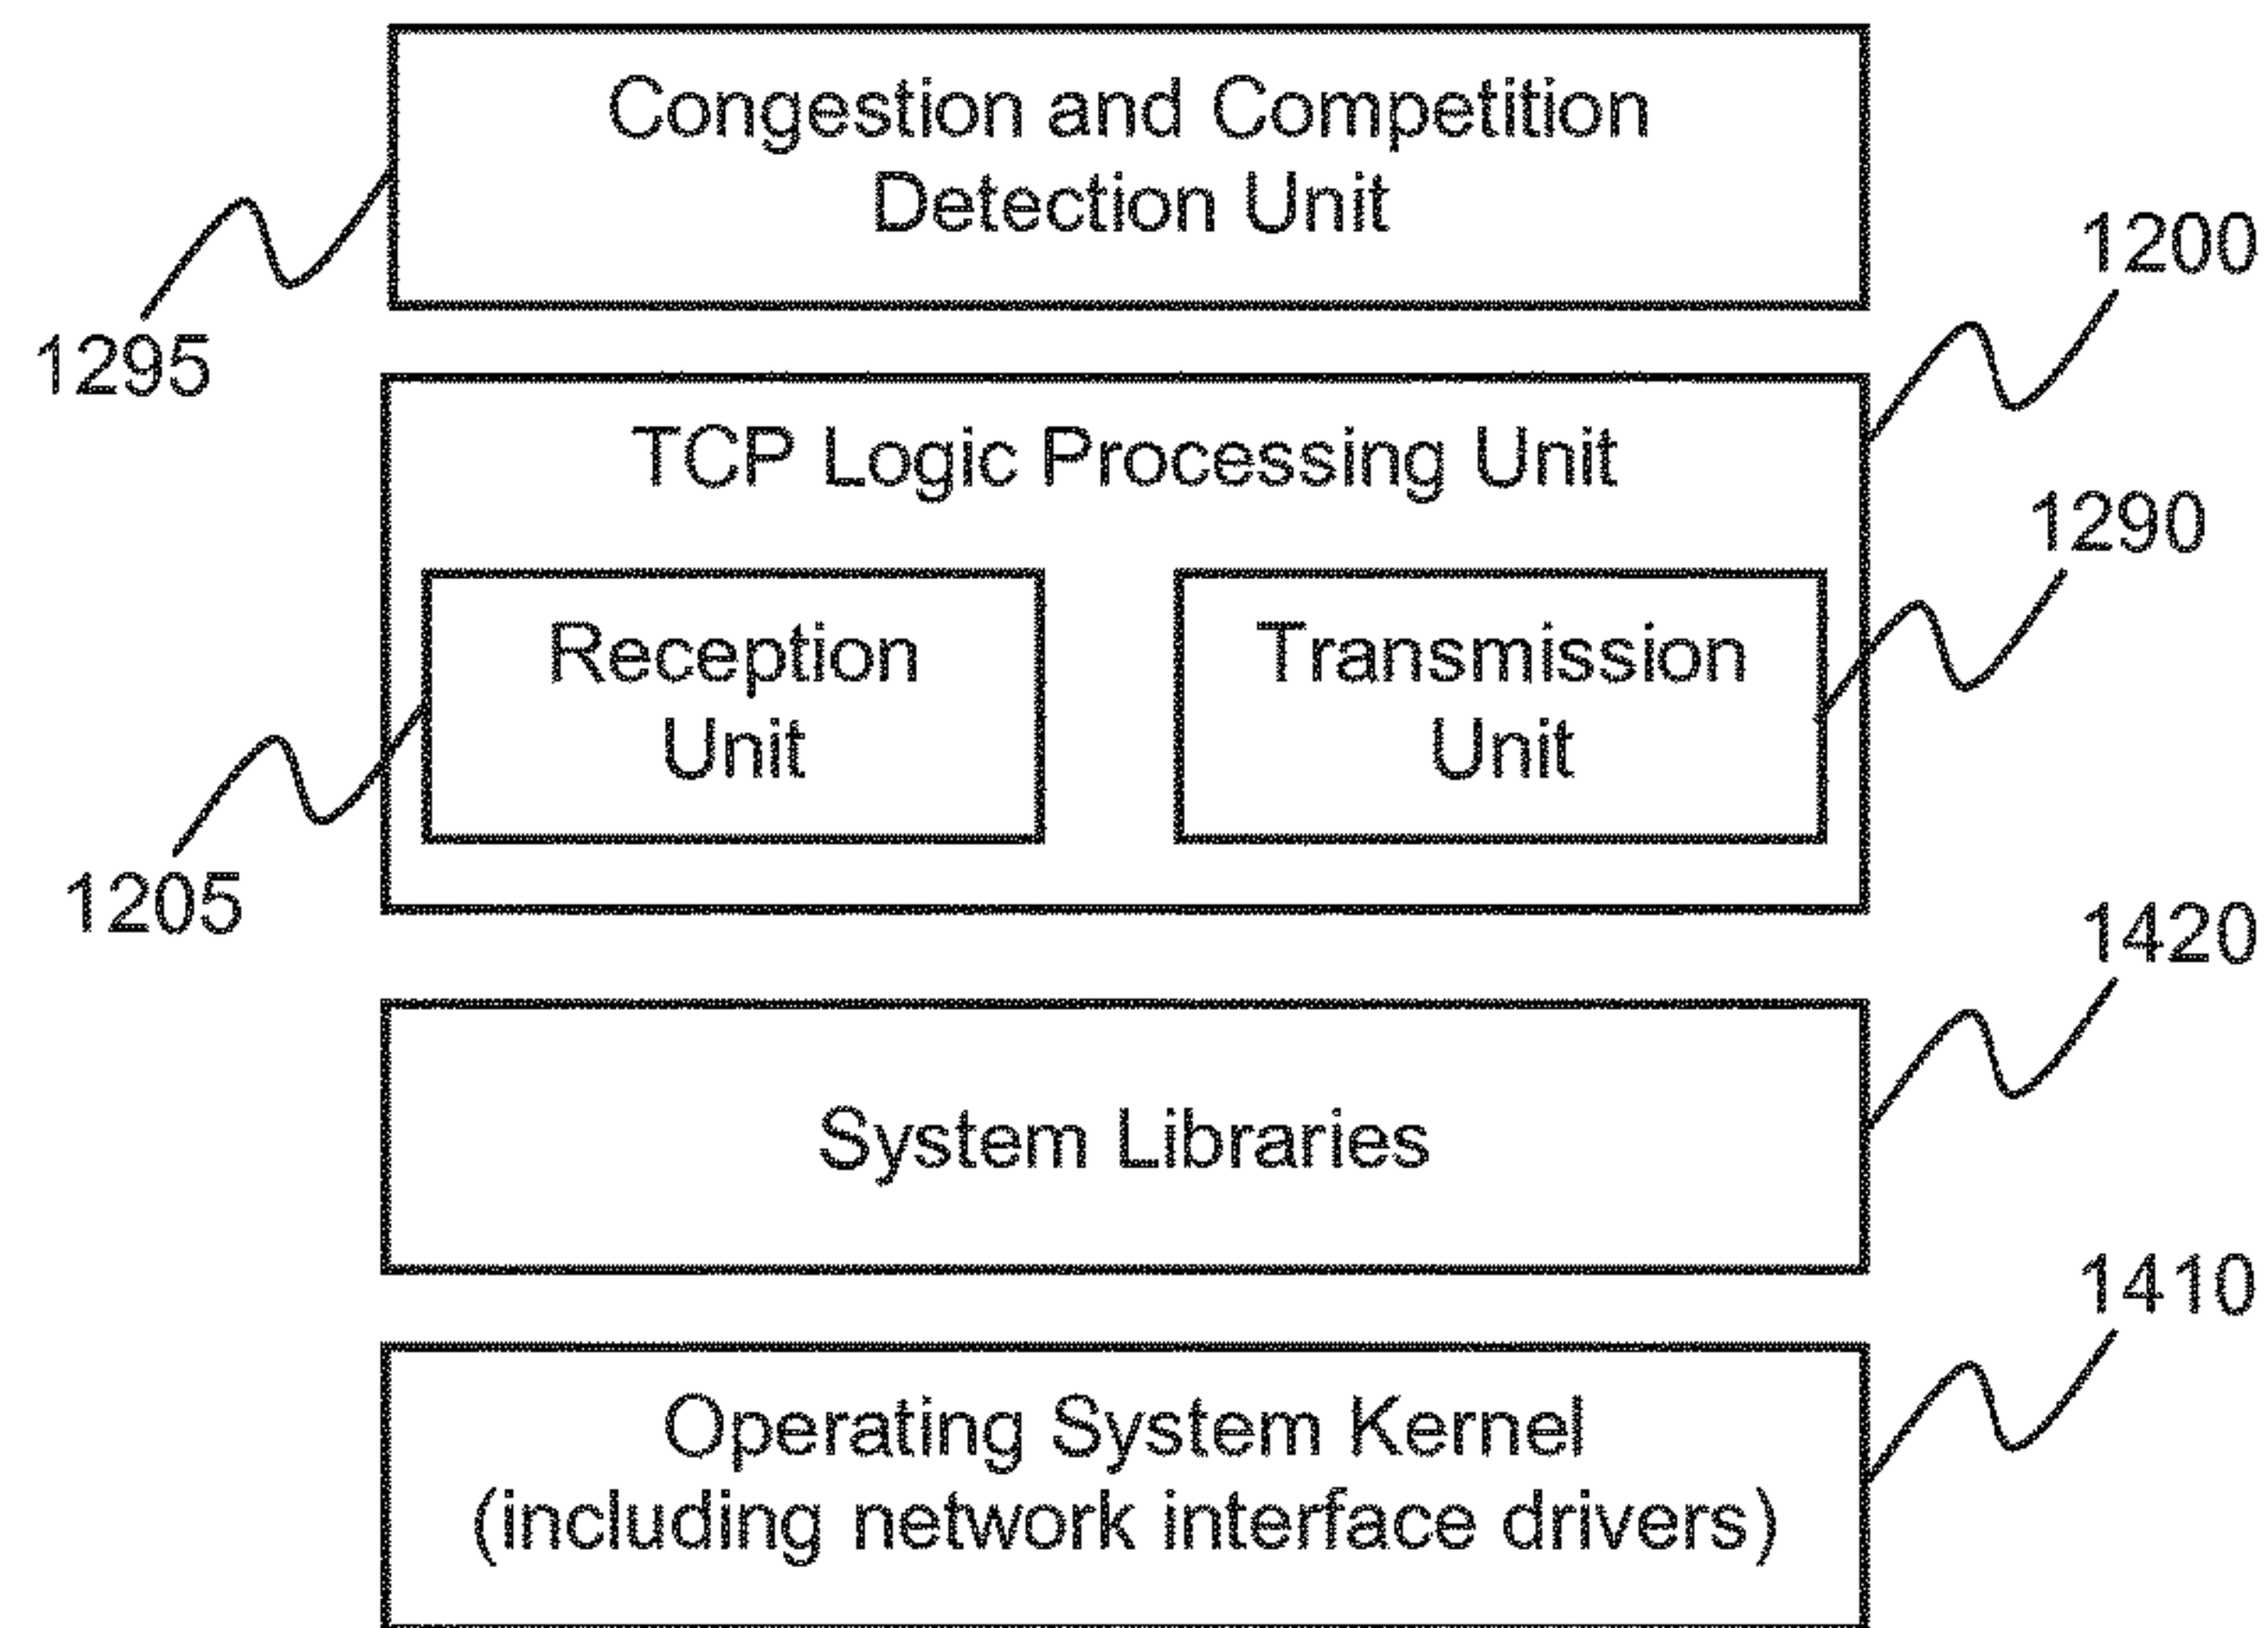 Congestion and Competition
Detection Unit
1200
1295
TCP Logic Processing Unit
1290
Reception
Unit
Transmission
Unit
1205
1420
System Libraries
1410
Operating System Kernel
(including network interface drivers)